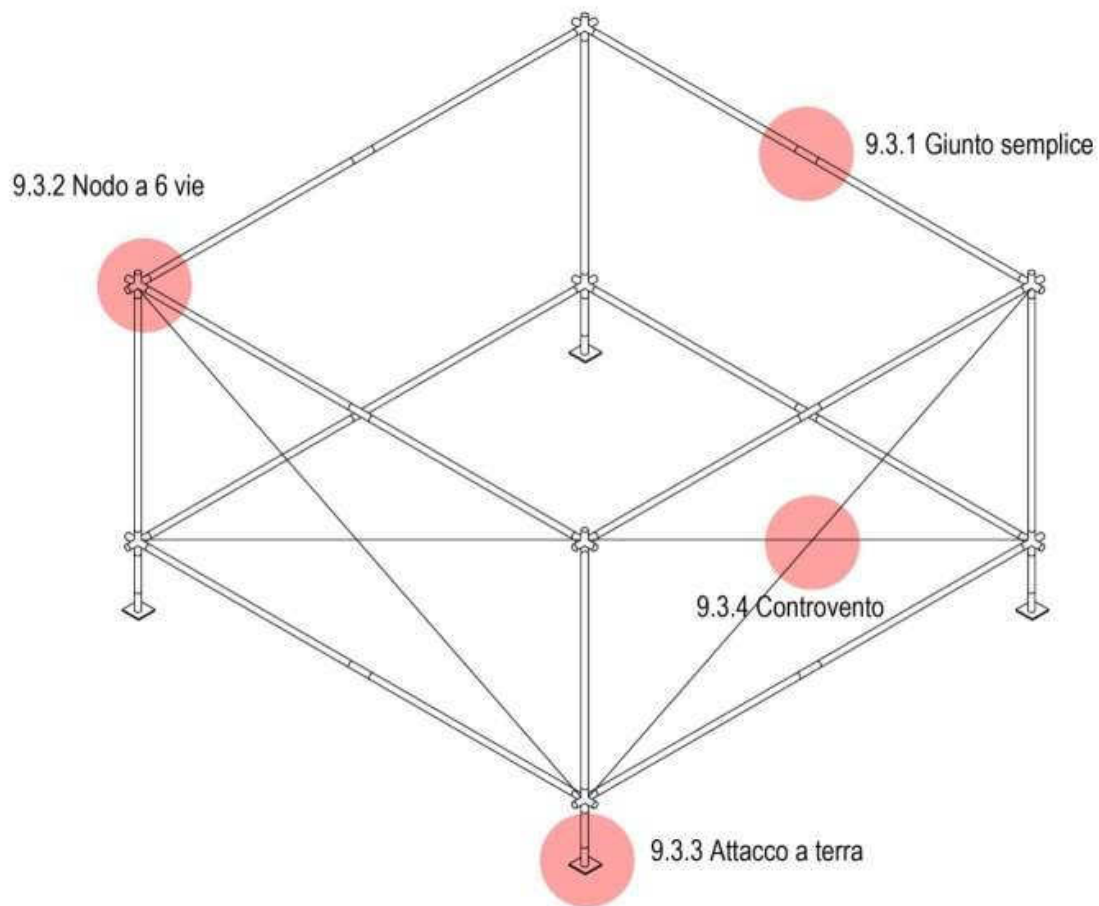 9.3.1 Giunto semplice
9.3.2 Nodo a 6 vie
9.3.4 Controvento
9.3.3 Attacco a terra